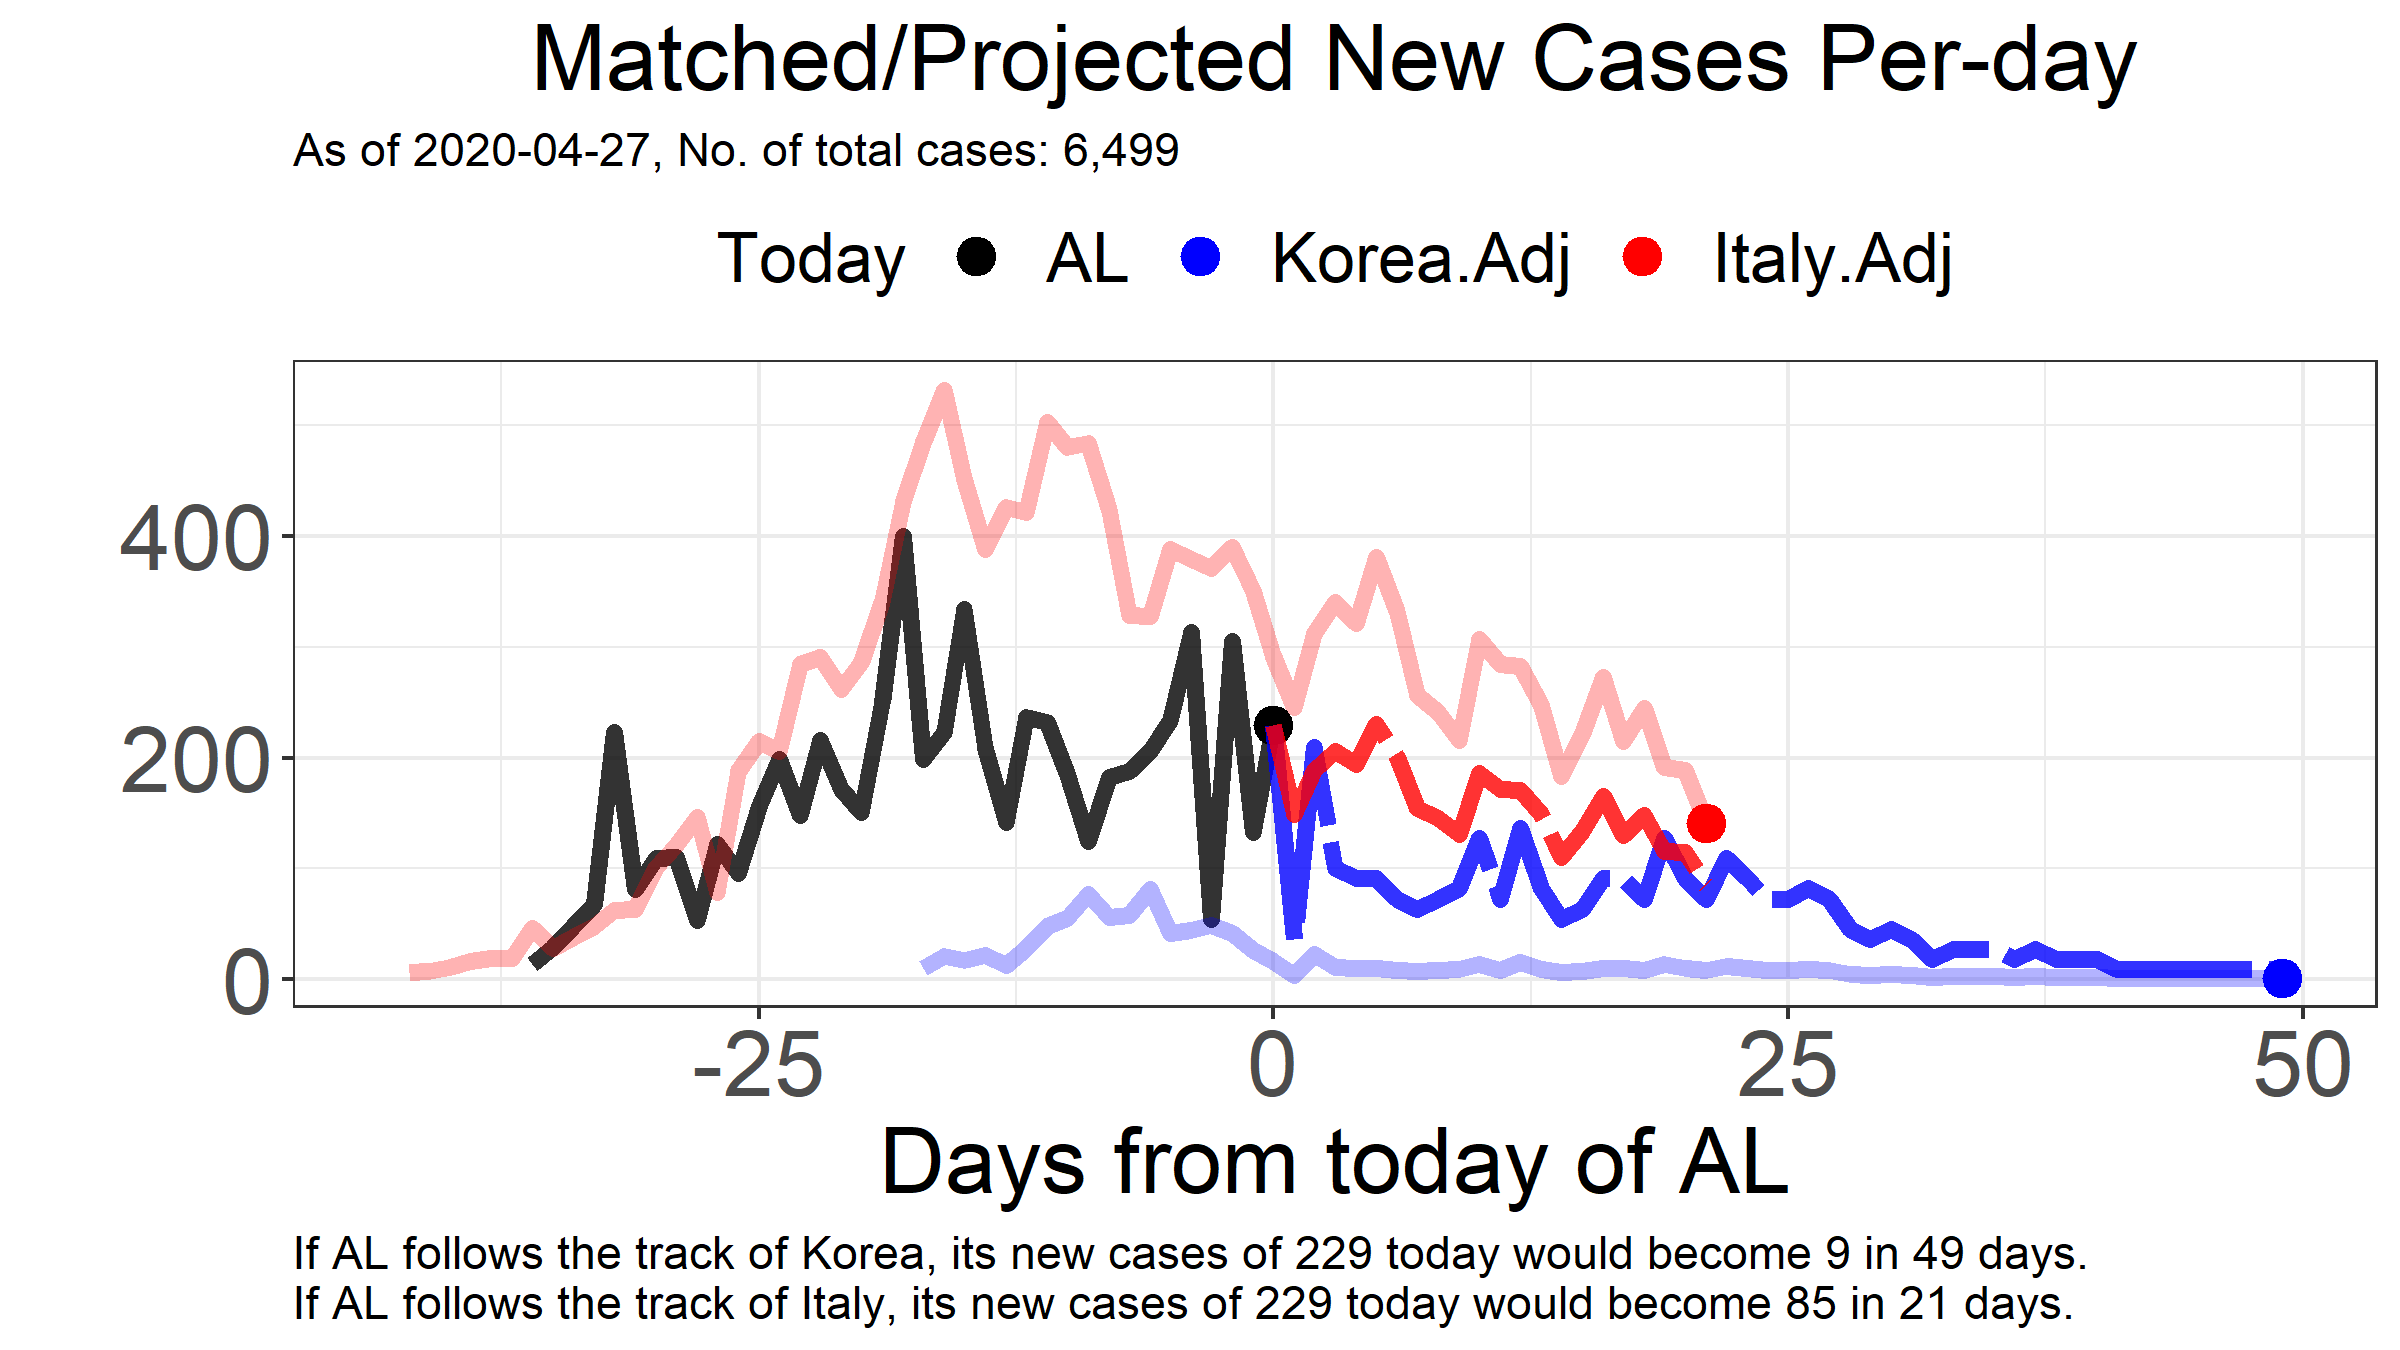 Matched/Projected New Cases Per-day
As of 2020-04-27, No. of total cases: 6,499
Today AL Korea.Adj Italy.Adj
400
200
0
-25 0 25 50
Days from today of AL
If AL follows the track of Korea, its new cases of 229 today would become 9 in 49 days.
If AL follows the track of Italy, its new cases of 229 today would become 85 in 21 days.